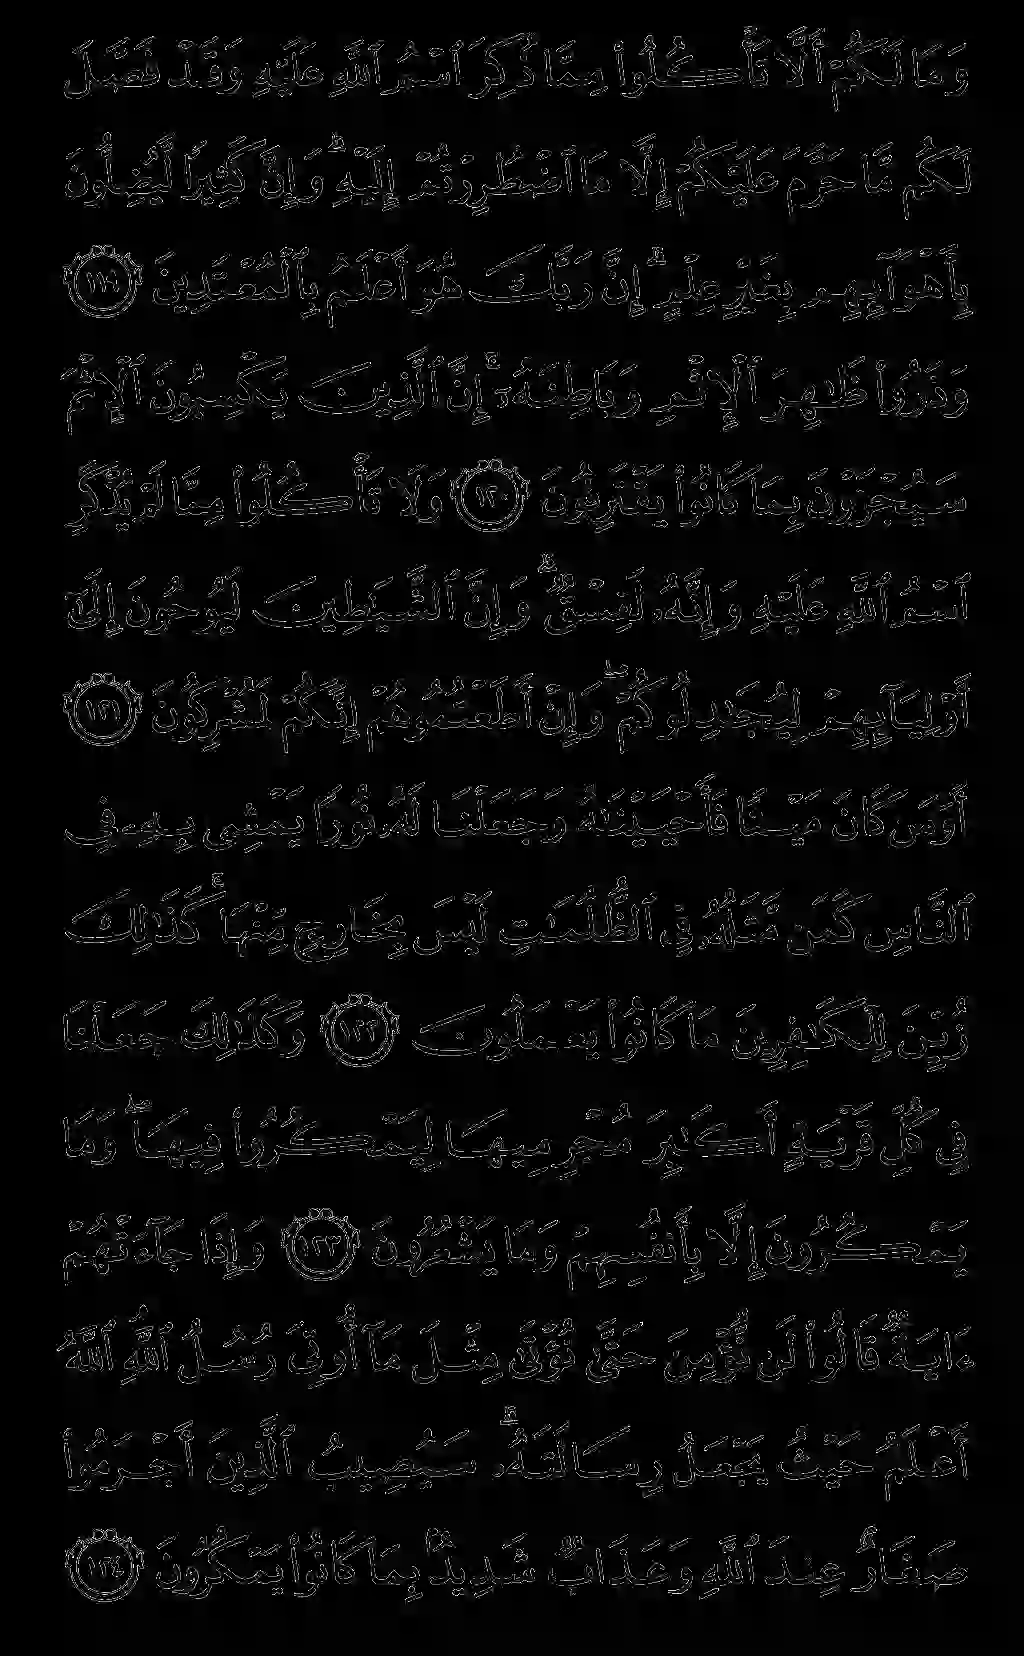 وَمَا لَكُمْ أَلَّا تَأْكُلُوا۟ مِمَّا ذُكِرَ ٱسْمُ ٱللَّهِ عَلَيْهِ وَقَدْ فَصَّلَ
لَكُم مَّا حَرَّمَ عَلَيْكُمْ إِلَّا مَا ٱضْطُرِرْتُمْ إِلَيْهِ ۗ وَإِنَّ كَثِيرًا لَّيُضِلُّونَ
بِأَهْوَآئِهِم بِغَيْرِ عِلْمٍ ۗ إِنَّ رَبَّكَ هُوَ أَعْلَمُ بِٱلْمُعْتَدِينَ ١١٩
وَذَرُوا۟ ظَـٰهِرَ ٱلْإِثْمِ وَبَاطِنَهُۥٓ ۚ إِنَّ ٱلَّذِينَ يَكْسِبُونَ ٱلْإِثْمَ
سَيُجْزَوْنَ بِمَا كَانُوا۟ يَقْتَرِفُونَ ١٢٠ وَلَا تَأْكُلُوا۟ مِمَّا لَمْ يُذْكَرِ
ٱسْمُ ٱللَّهِ عَلَيْهِ وَإِنَّهُۥ لَفِسْقٌ ۗ وَإِنَّ ٱلشَّيَـٰطِينَ لَيُوحُونَ إِلَىٰٓ
أَوْلِيَآئِهِمْ لِيُجَـٰدِلُوكُمْ ۖ وَإِنْ أَطَعْتُمُوهُمْ إِنَّكُمْ لَمُشْرِكُونَ ١٢١
أَوَمَن كَانَ مَيْتًا فَأَحْيَيْنَـٰهُ وَجَعَلْنَا لَهُۥ نُورًا يَمْشِى بِهِۦ فِى
ٱلنَّاسِ كَمَن مَّثَلُهُۥ فِى ٱلظُّلُمَـٰتِ لَيْسَ بِخَارِجٍ مِّنْهَا ۚ كَذَٰلِكَ
زُيِّنَ لِلْكَـٰفِرِينَ مَا كَانُوا۟ يَعْمَلُونَ ١٢٢ وَكَذَٰلِكَ جَعَلْنَا
فِى كُلِّ قَرْيَةٍ أَكَـٰبِرَ مُجْرِمِيهَا لِيَمْكُرُوا۟ فِيهَا ۖ وَمَا
يَمْكُرُونَ إِلَّا بِأَنفُسِهِمْ وَمَا يَشْعُرُونَ ١٢٣ وَإِذَا جَآءَتْهُمْ
ءَايَةٌ قَالُوا۟ لَن نُّؤْمِنَ حَتَّىٰ نُؤْتَىٰ مِثْلَ مَآ أُوتِىَ رُسُلُ ٱللَّهِ ۘ ٱللَّهُ
أَعْلَمُ حَيْثُ يَجْعَلُ رِسَالَتَهُۥ ۗ سَيُصِيبُ ٱلَّذِينَ أَجْرَمُوا۟
صَغَارٌ عِندَ ٱللَّهِ وَعَذَابٌ شَدِيدٌۢ بِمَا كَانُوا۟ يَمْكُرُونَ ١٢٤